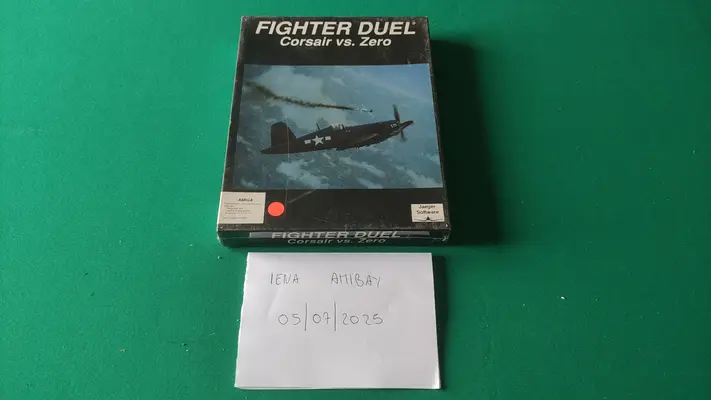 FIGHTER DUEL®
Corsair vs. Zero
AMIGA
Jaeger
Software
FIGHTER DUEL
Corsair vs. Zero
IENA AMIBAY
05/07/2025